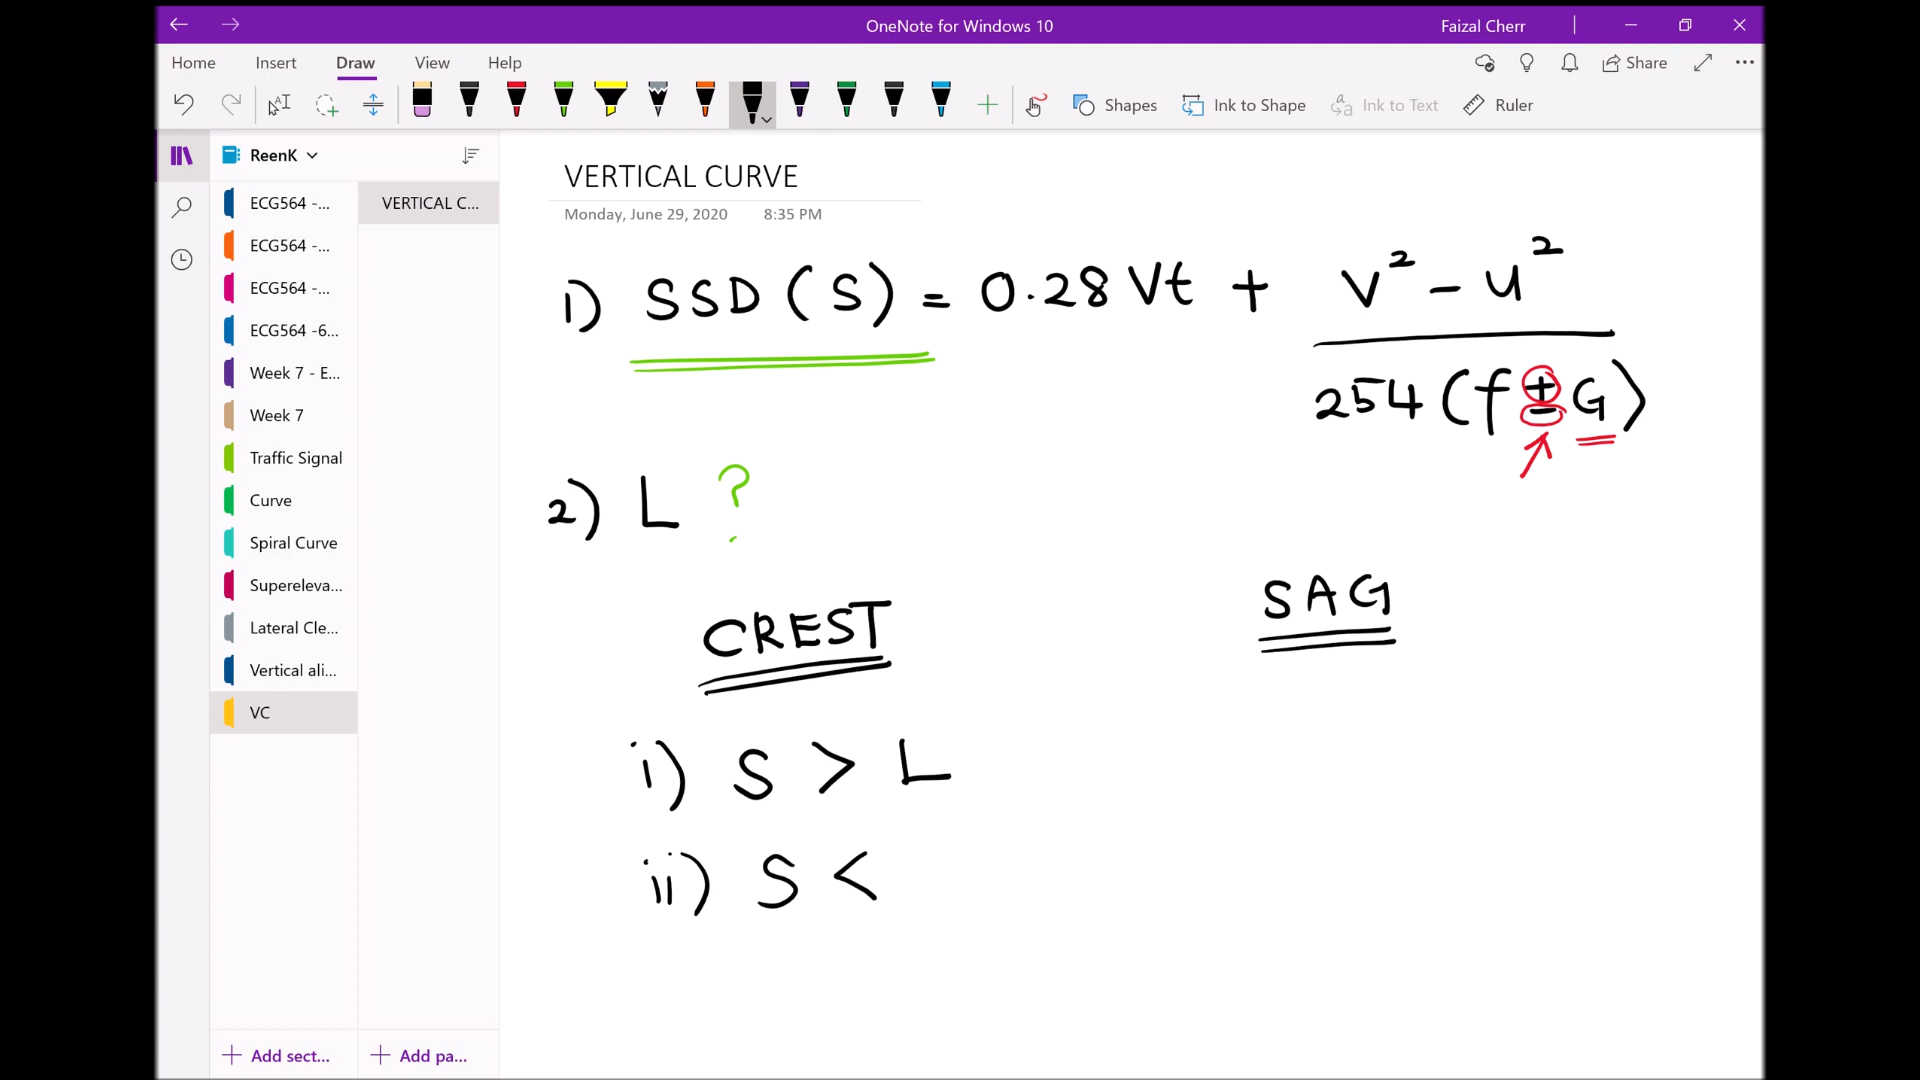 OneNote for Windows 10
Faizal Cherr
Home Insert Draw View Help
Share
Shapes Ink to Shape Ink to Text Ruler
ReenK
ECG564 -...
ECG564 -...
ECG564 -...
ECG564 -6...
Week 7 - E...
Week 7
Traffic Signal
Curve
Spiral Curve
Supereleva...
Lateral Cle...
Vertical ali...
VC
Add sect...
VERTICAL C...
Add pa...
VERTICAL CURVE
Monday, June 29, 2020 8:35 PM
1) SSD (S) = 0.28 Vt + V² - U²
254 (f ± G)
2) L ?
CREST
SAG
i) S > L
ii) S <